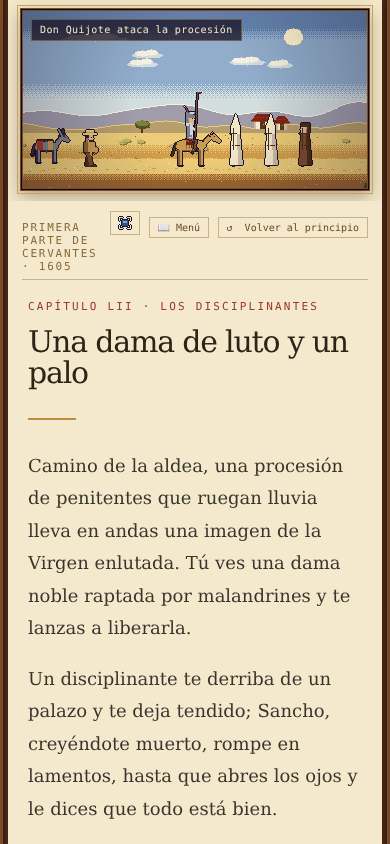 Don Quijote ataca la procesión
PRIMERA
PARTE DE
CERVANTES
· 1605
Menú
↺ Volver al principio
CAPÍTULO LII · LOS DISCIPLINANTES
Una dama de luto y un
palo
Camino de la aldea, una procesión
de penitentes que ruegan lluvia
lleva en andas una imagen de la
Virgen enlutada. Tú ves una dama
noble raptada por malandrines y te
lanzas a liberarla.
Un disciplinante te derriba de un
palazo y te deja tendido; Sancho,
creyéndote muerto, rompe en
lamentos, hasta que abres los ojos y
le dices que todo está bien.